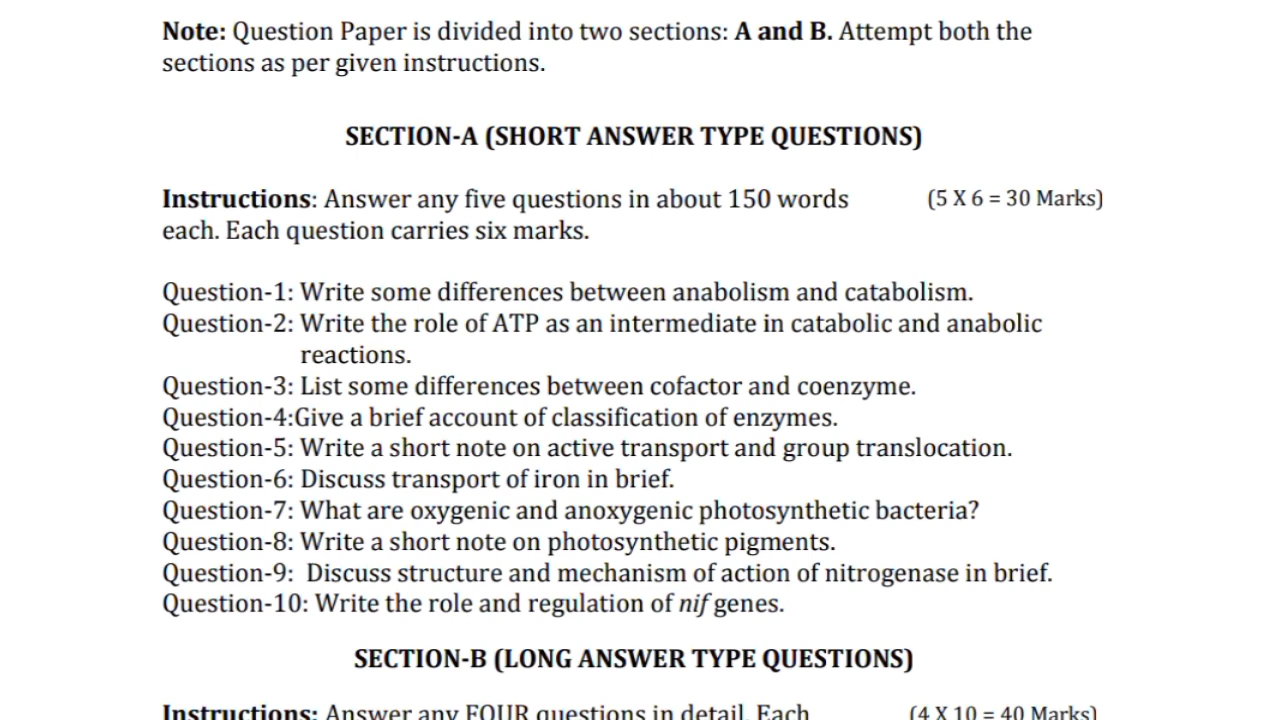 Note: Question Paper is divided into two sections: A and B. Attempt both the
sections as per given instructions.
SECTION-A (SHORT ANSWER TYPE QUESTIONS)
Instructions: Answer any five questions in about 150 words (5 X 6 = 30 Marks)
each. Each question carries six marks.
Question-1: Write some differences between anabolism and catabolism.
Question-2: Write the role of ATP as an intermediate in catabolic and anabolic
reactions.
Question-3: List some differences between cofactor and coenzyme.
Question-4:Give a brief account of classification of enzymes.
Question-5: Write a short note on active transport and group translocation.
Question-6: Discuss transport of iron in brief.
Question-7: What are oxygenic and anoxygenic photosynthetic bacteria?
Question-8: Write a short note on photosynthetic pigments.
Question-9: Discuss structure and mechanism of action of nitrogenase in brief.
Question-10: Write the role and regulation of nif genes.
SECTION-B (LONG ANSWER TYPE QUESTIONS)
Instructions: Answer any FOUR questions in detail. Each (4 X 10 = 40 Marks)